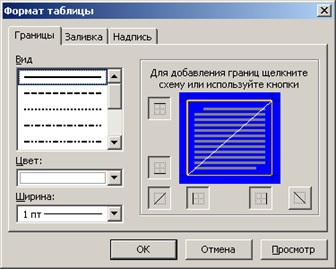 Формат таблицы
Границы
Заливка
Надпись
Вид
Для добавления границ щелкните
схему или используйте кнопки
Цвет:
Ширина:
1 пт
ОК
Отмена
Просмотр